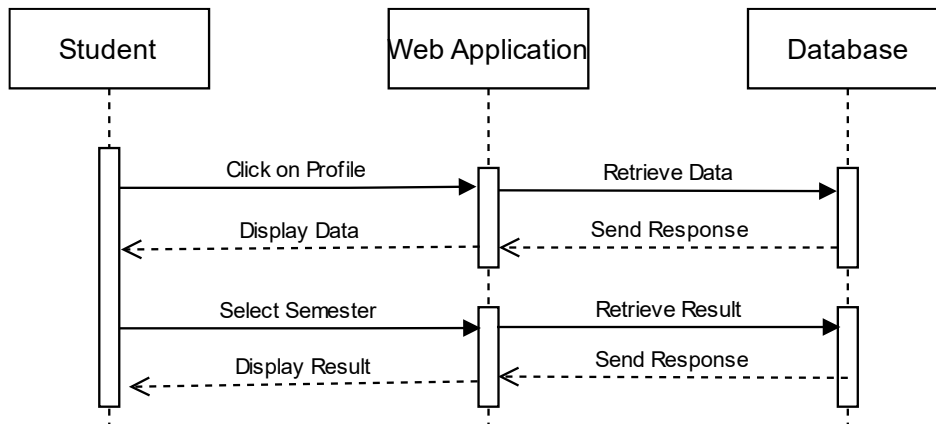 Student
Web Application
Database
Click on Profile
Retrieve Data
Display Data
Send Response
Select Semester
Retrieve Result
Display Result
Send Response